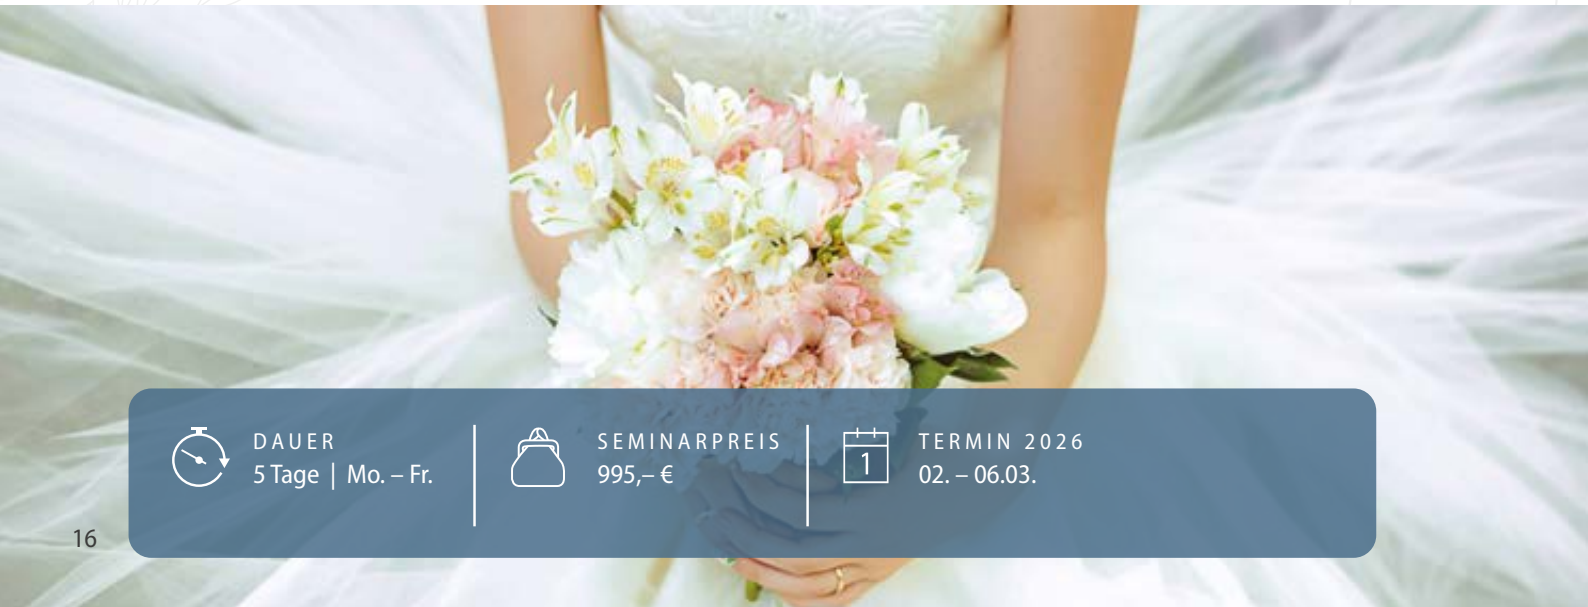 DAUER
5 Tage | Mo. – Fr.
SEMINARPREIS
995,– €
1
TERMIN 2026
02. – 06.03.
16